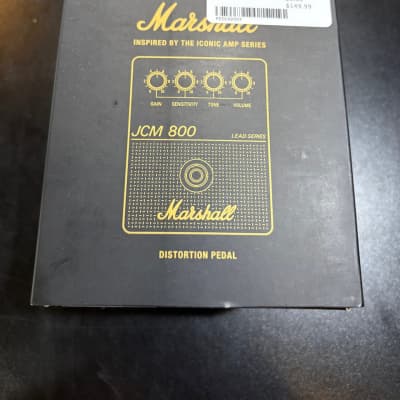 $149.99
Marshall
INSPIRED BY THE ICONIC AMP SERIES
GAIN SENSITIVITY TONE VOLUME
JCM 800
LEAD SERIES
Marshall
DISTORTION PEDAL